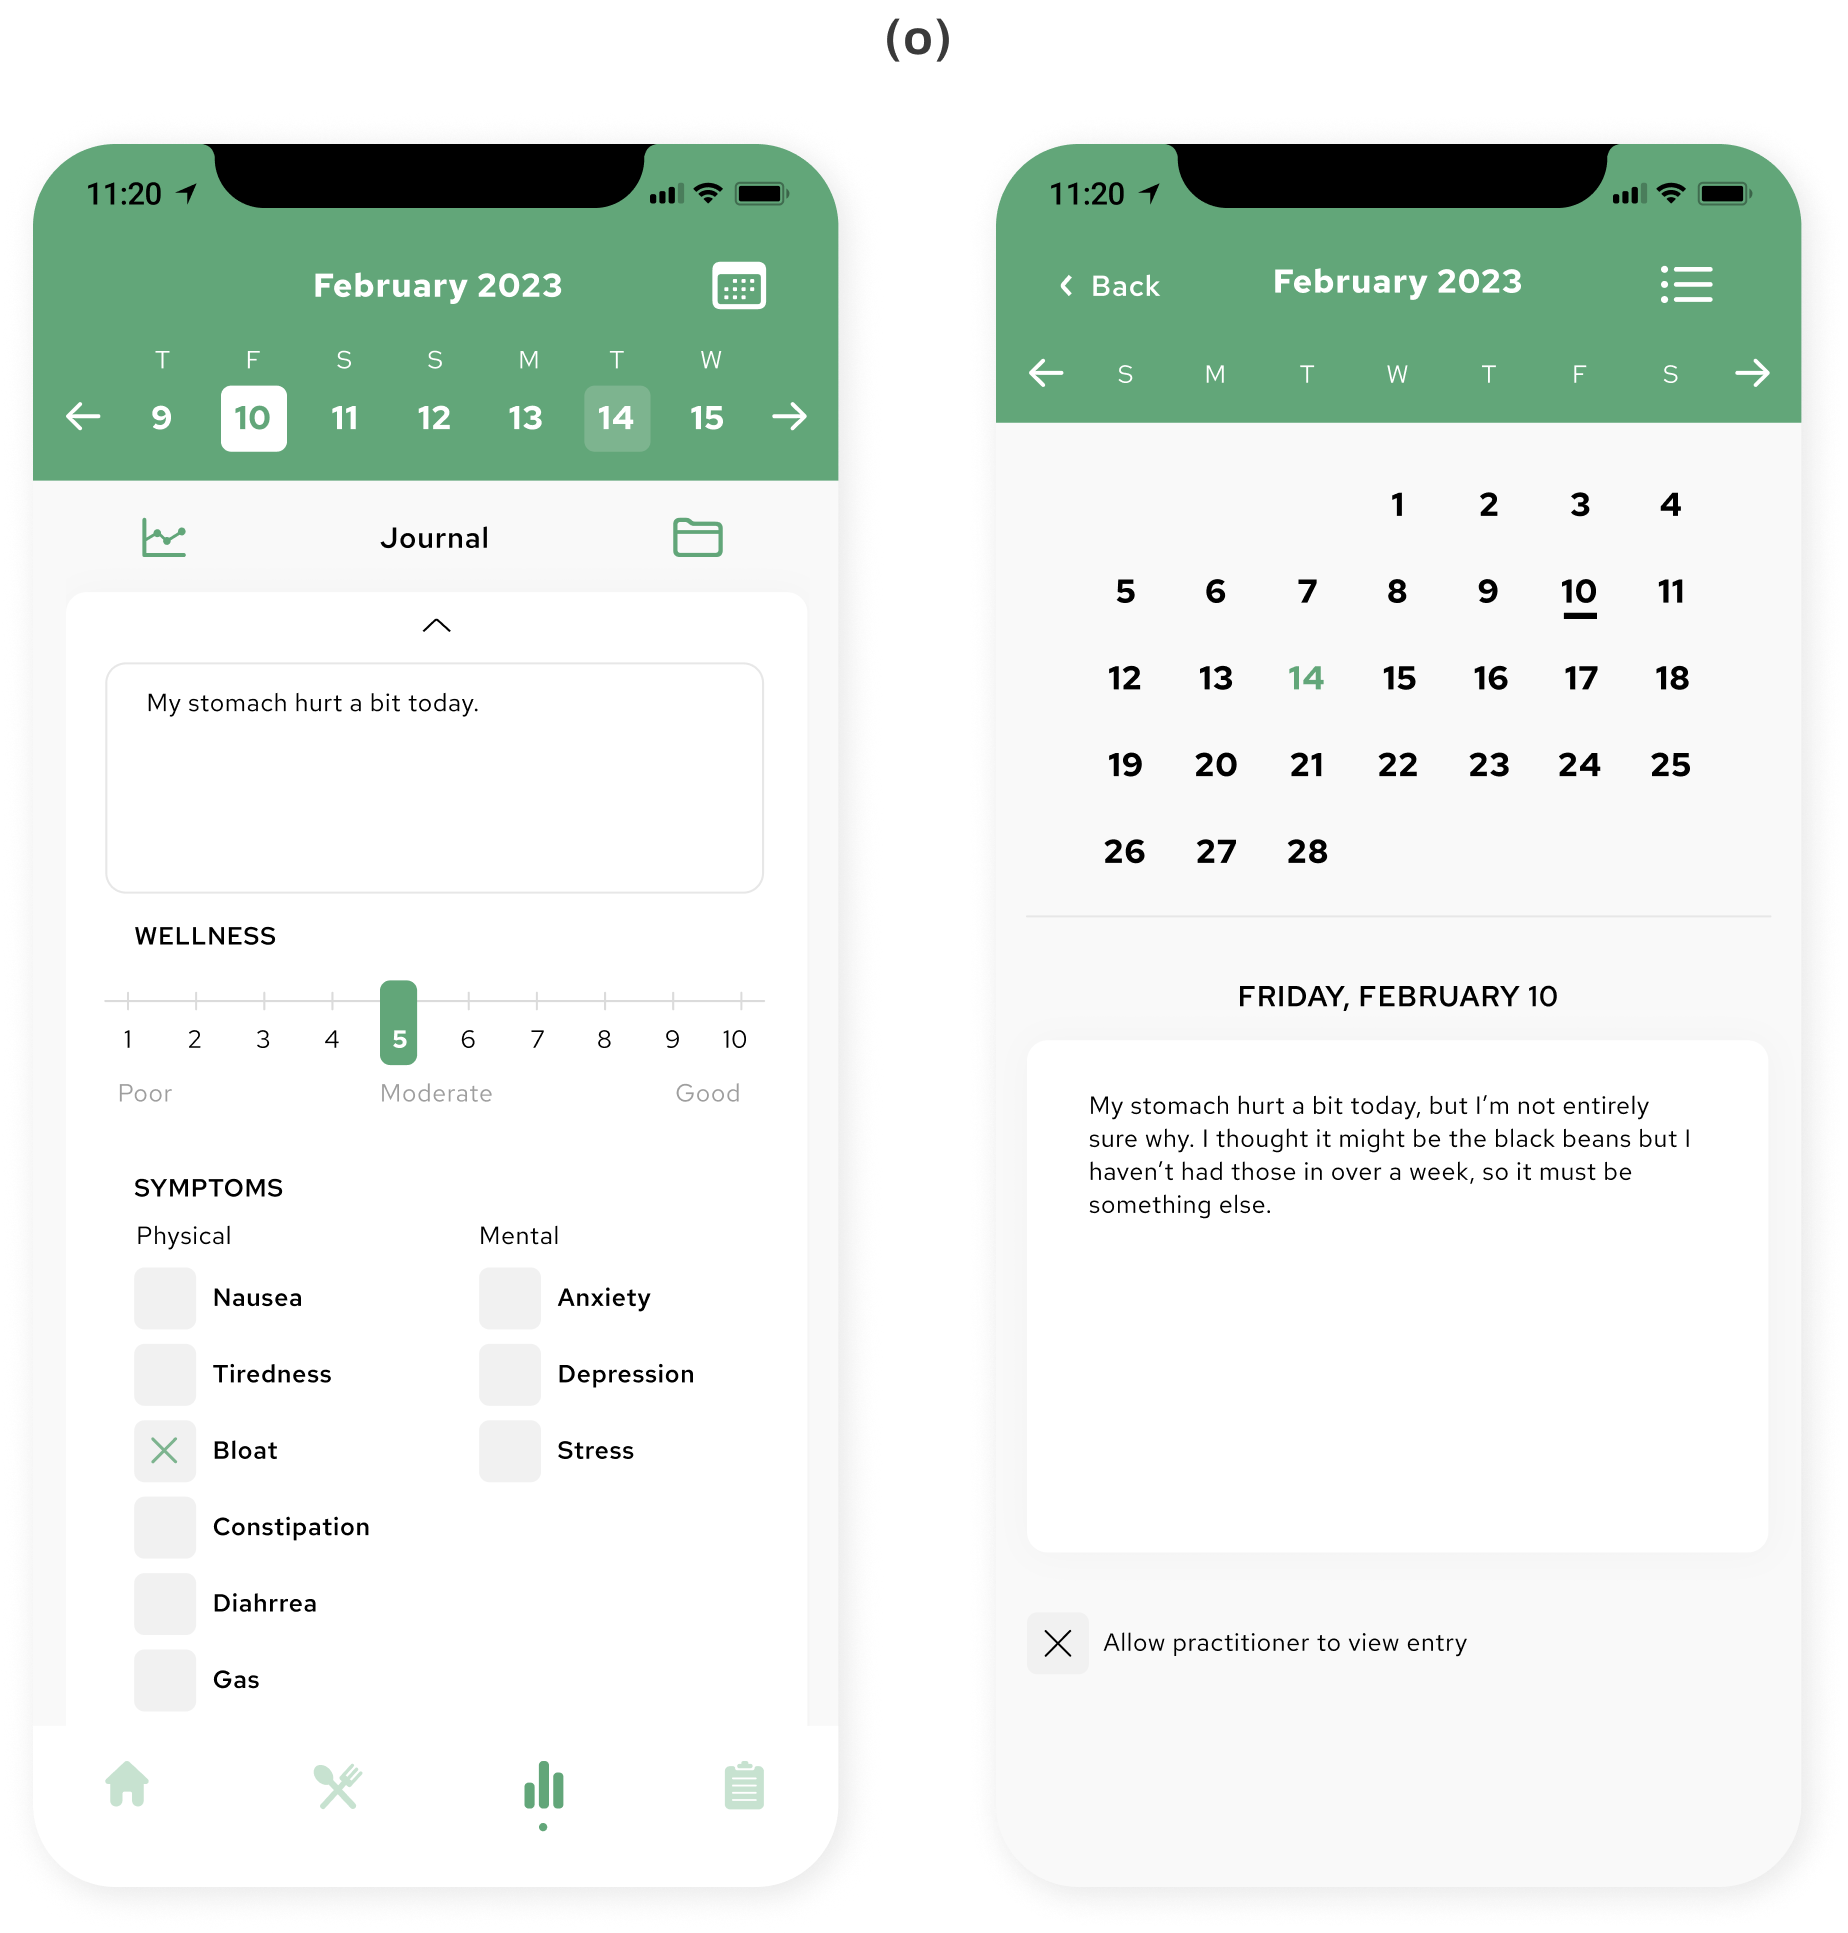 (o)
11:20
February 2023
T F S S M T W
9 10 11 12 13 14 15
Journal
My stomach hurt a bit today.
WELLNESS
1 2 3 4 5 6 7 8 9 10
Poor Moderate Good
SYMPTOMS
Physical Mental
Nausea Anxiety
Tiredness Depression
Bloat Stress
Constipation
Diahrrea
Gas
11:20
Back February 2023
S M T W T F S
1 2 3 4
5 6 7 8 9 10 11
12 13 14 15 16 17 18
19 20 21 22 23 24 25
26 27 28
FRIDAY, FEBRUARY 10
My stomach hurt a bit today, but I’m not entirely
sure why. I thought it might be the black beans but I
haven’t had those in over a week, so it must be
something else.
Allow practitioner to view entry